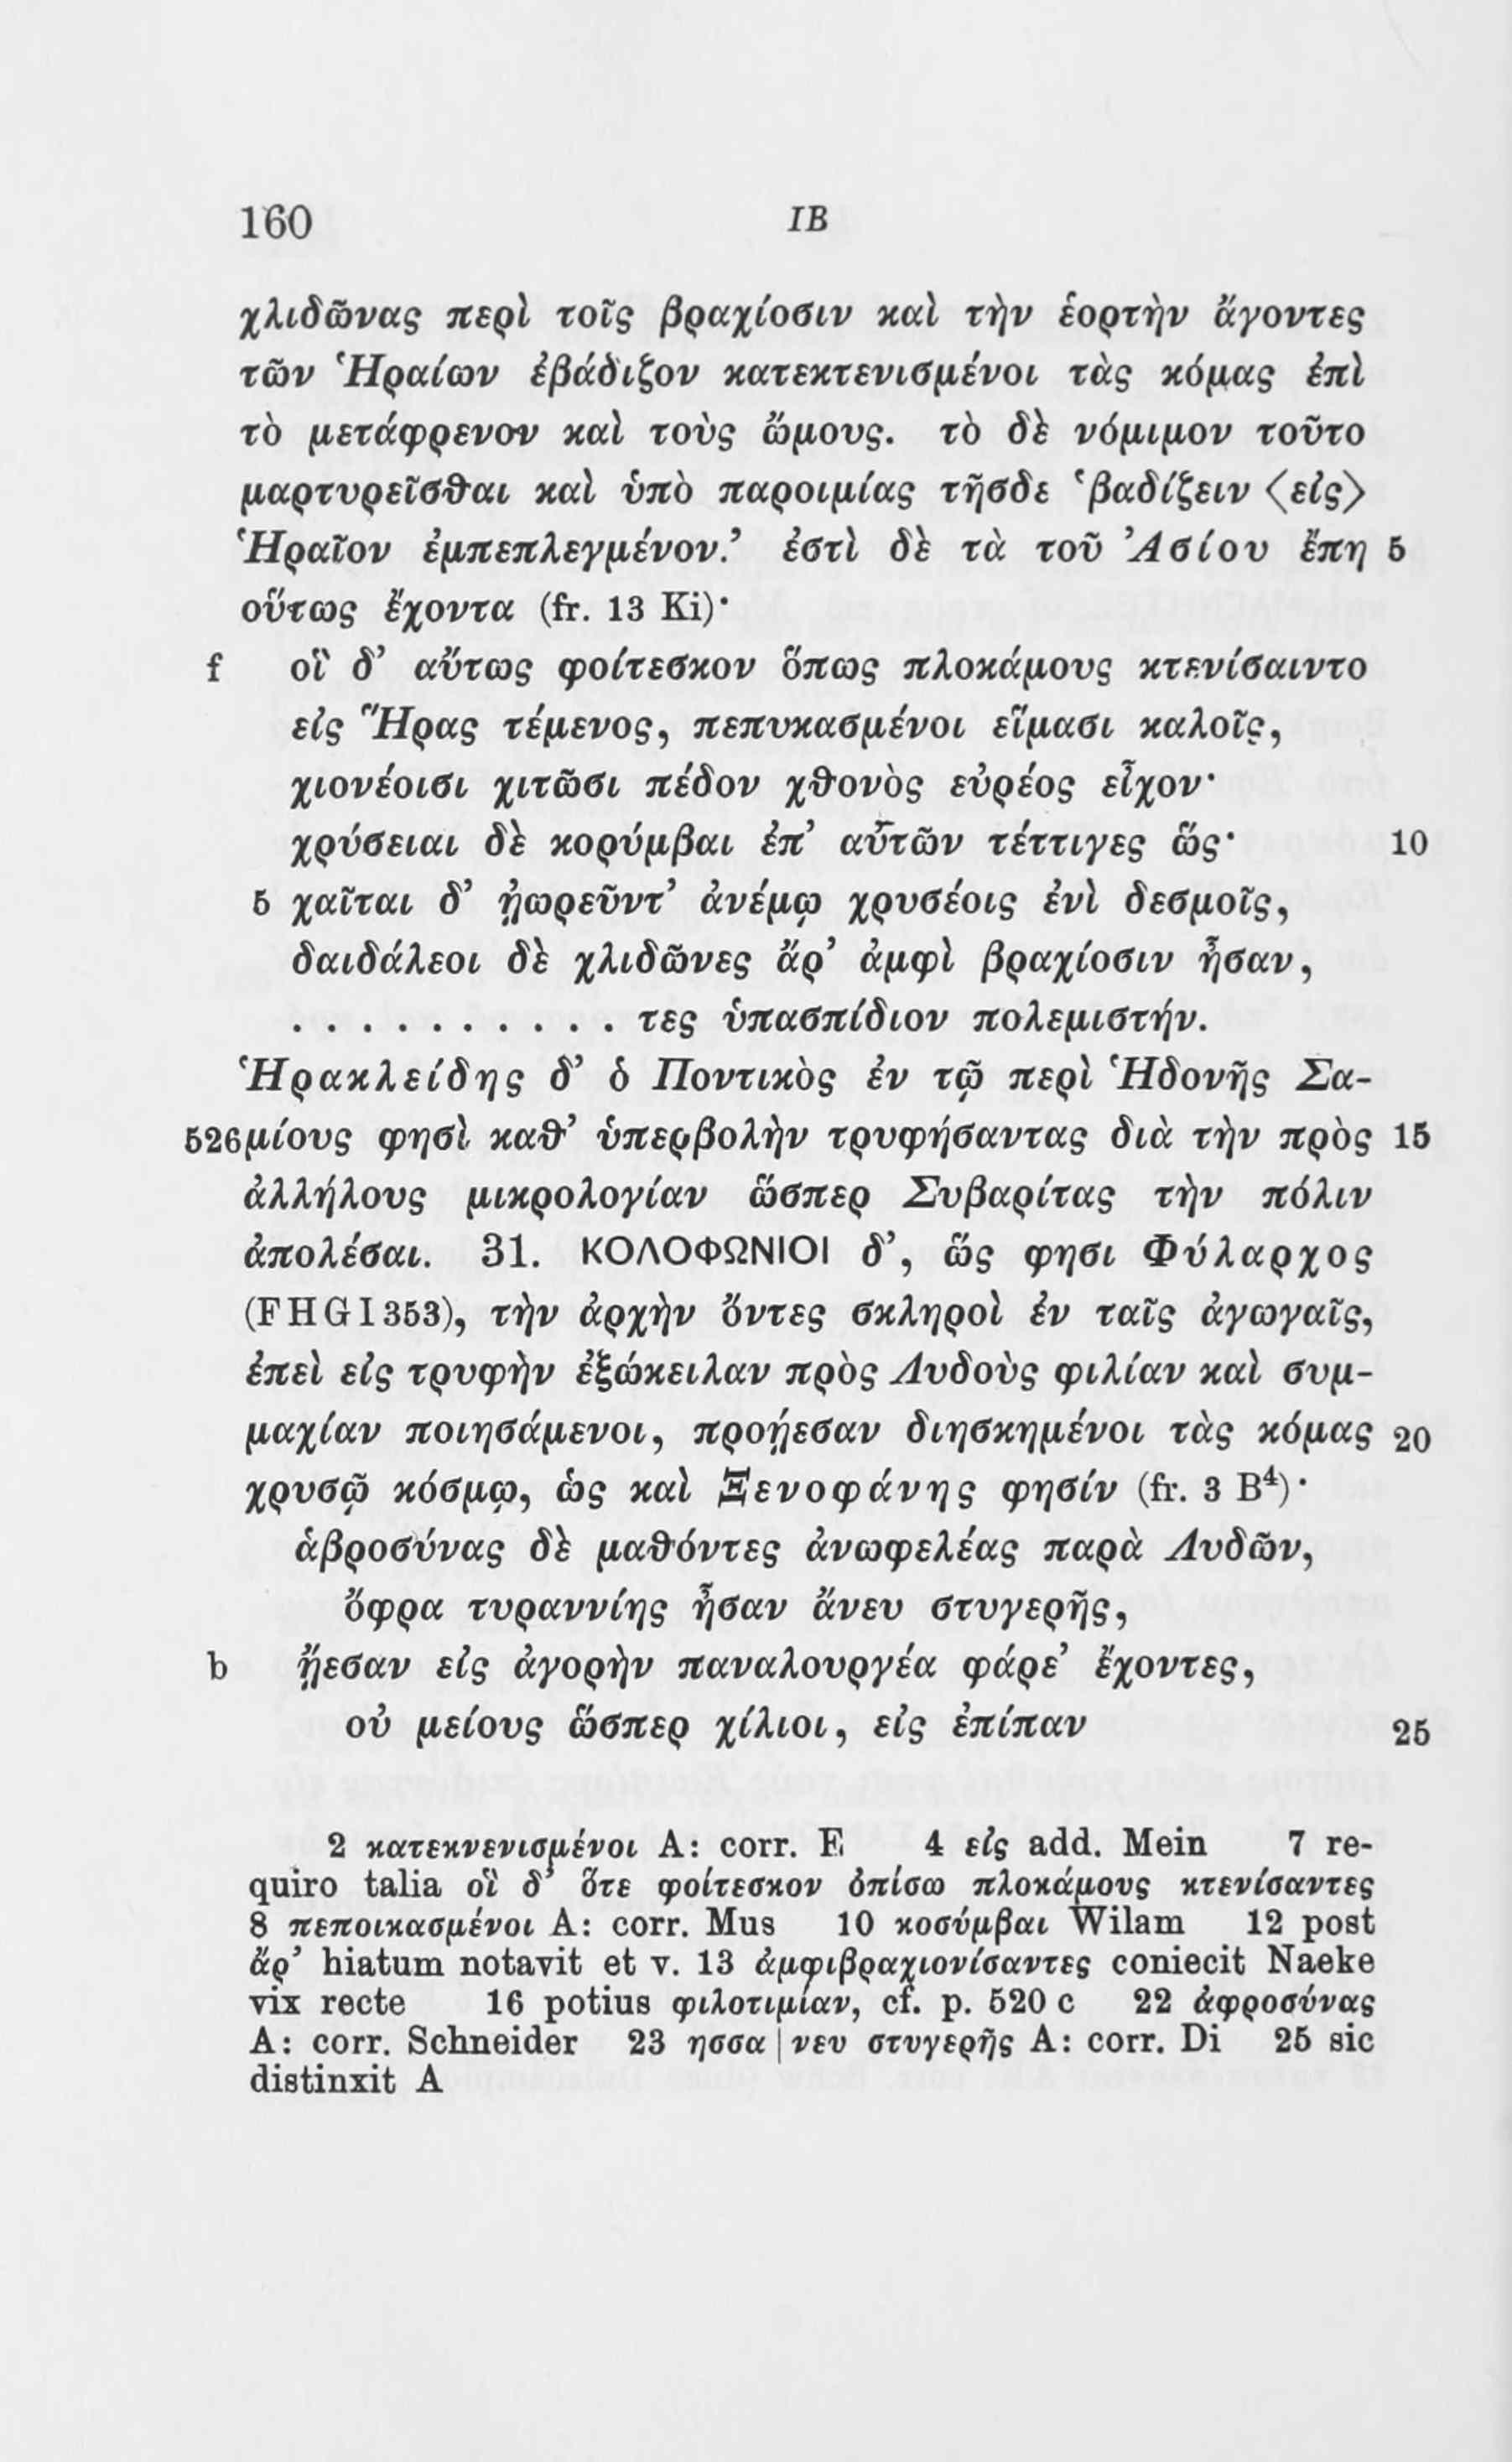 160 IB
χλιδῶνας περὶ τοῖς βραχίοσιν καὶ τὴν ἑορτὴν ἄγοντες
τῶν Ἡραίων ἐβάδιζον κατεκτενισμένοι τὰς κόμας ἐπὶ
τὸ μετάφρενον καὶ τοὺς ὤμους. τὸ δὲ νόμιμον τοῦτο
μαρτυρεῖσθαι καὶ ὑπὸ παροιμίας τῆσδε ‘βαδίζειν ⟨εἰς⟩
Ἡραῖον ἐμπεπλεγμένον.’ ἐστὶ δὲ τὰ τοῦ Ἀσίου ἔπη 5
οὕτως ἔχοντα (fr. 13 Ki)·
f οἳ δ’ αὔτως φοίτεσκον ὅπως πλοκάμους κτενίσαιντο
εἰς Ἥρας τέμενος, πεπυκασμένοι εἵμασι καλοῖς,
χιονέοισι χιτῶσι πέδον χθονὸς εὐρέος εἶχον·
χρύσειαι δὲ κορύμβαι ἐπ’ αὐτῶν τέττιγες ὥς· 10
5 χαῖται δ’ ᾐωρεῦντ’ ἀνέμῳ χρυσέοις ἐνὶ δεσμοῖς,
δαιδάλεοι δὲ χλιδῶνες ἄρ’ ἀμφὶ βραχίοσιν ἦσαν,
. . . . . . . . . . τες ὑπασπίδιον πολεμιστήν.
Ἡρακλείδης δ’ ὁ Ποντικὸς ἐν τῷ περὶ Ἡδονῆς Σα-
526 μίους φησὶ καθ’ ὑπερβολὴν τρυφήσαντας διὰ τὴν πρὸς 15
ἀλλήλους μικρολογίαν ὥσπερ Συβαρίτας τὴν πόλιν
ἀπολέσαι. 31. ΚΟΛΟΦΩΝΙΟΙ δ’, ὥς φησι Φύλαρχος
(FHG I 353), τὴν ἀρχὴν ὄντες σκληροὶ ἐν ταῖς ἀγωγαῖς,
ἐπεὶ εἰς τρυφὴν ἐξώκειλαν πρὸς Λυδοὺς φιλίαν καὶ συμ-
μαχίαν ποιησάμενοι, προῄεσαν διησκημένοι τὰς κόμας 20
χρυσῷ κόσμῳ, ὡς καὶ Ξενοφάνης φησίν (fr. 3 B⁴)·
ἁβροσύνας δὲ μαθόντες ἀνωφελέας παρὰ Λυδῶν,
ὄφρα τυραννίης ἦσαν ἄνευ στυγερῆς,
b ᾔεσαν εἰς ἀγορὴν παναλουργέα φάρε’ ἔχοντες,
οὐ μείους ὥσπερ χίλιοι, εἰς ἐπίπαν 25
2 κατεκνενισμένοι A: corr. E 4 εἰς add. Mein 7 re-
quiro talia οἳ δ’ ὅτε φοίτεσκον ὀπίσω πλοκάμους κτενίσαντες
8 πεποικασμένοι A: corr. Mus 10 κοσύμβαι Wilam 12 post
ἄρ’ hiatum notavit et v. 13 ἀμφιβραχιονίσαντες coniecit Naeke
vix recte 16 potius φιλοτιμίαν, cf. p. 520 c 22 ἀφροσύνας
A: corr. Schneider 23 ησσα | νευ στυγερῆς A: corr. Di 25 sic
distinxit A